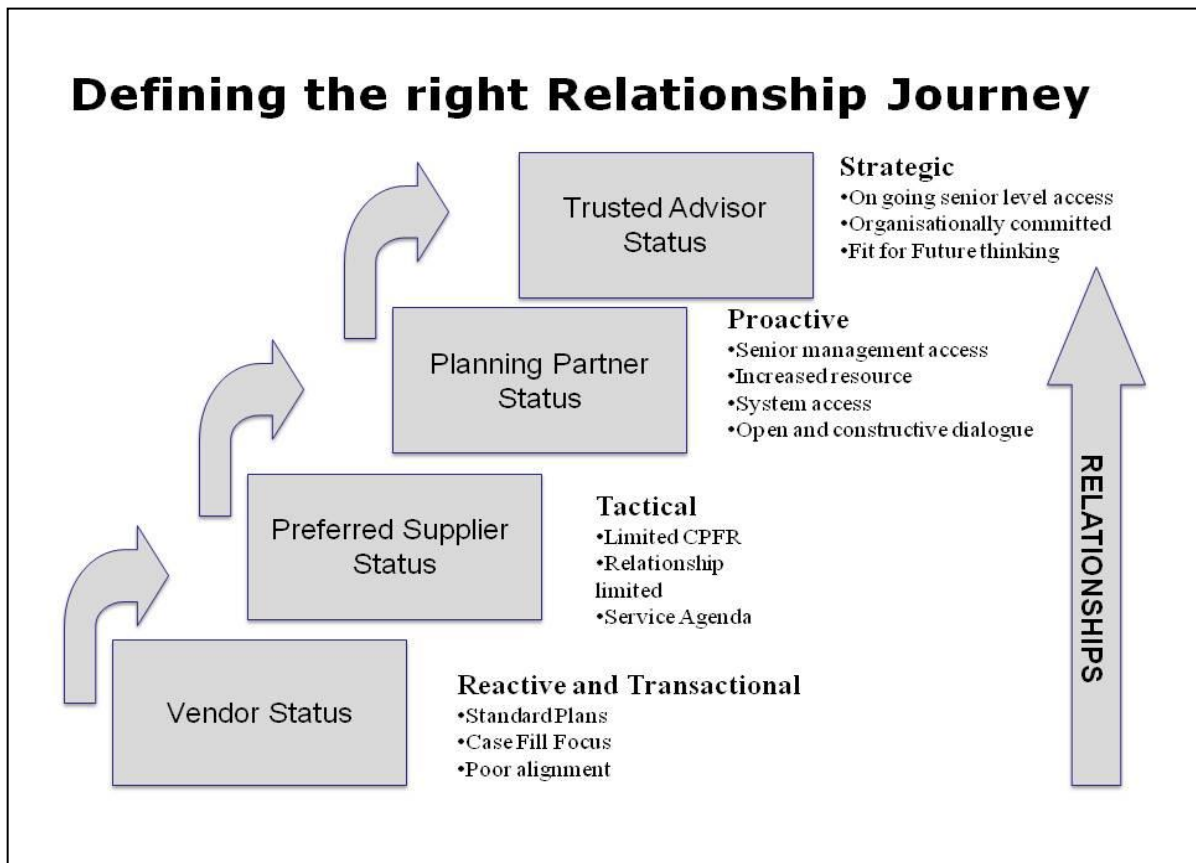 Defining the right Relationship Journey
Trusted Advisor
Status
Strategic
•On going senior level access
•Organisationally committed
•Fit for Future thinking
Planning Partner
Status
Proactive
•Senior management access
•Increased resource
•System access
•Open and constructive dialogue
Preferred Supplier
Status
Tactical
•Limited CPFR
•Relationship
limited
•Service Agenda
Vendor Status
Reactive and Transactional
•Standard Plans
•Case Fill Focus
•Poor alignment
RELATIONSHIPS